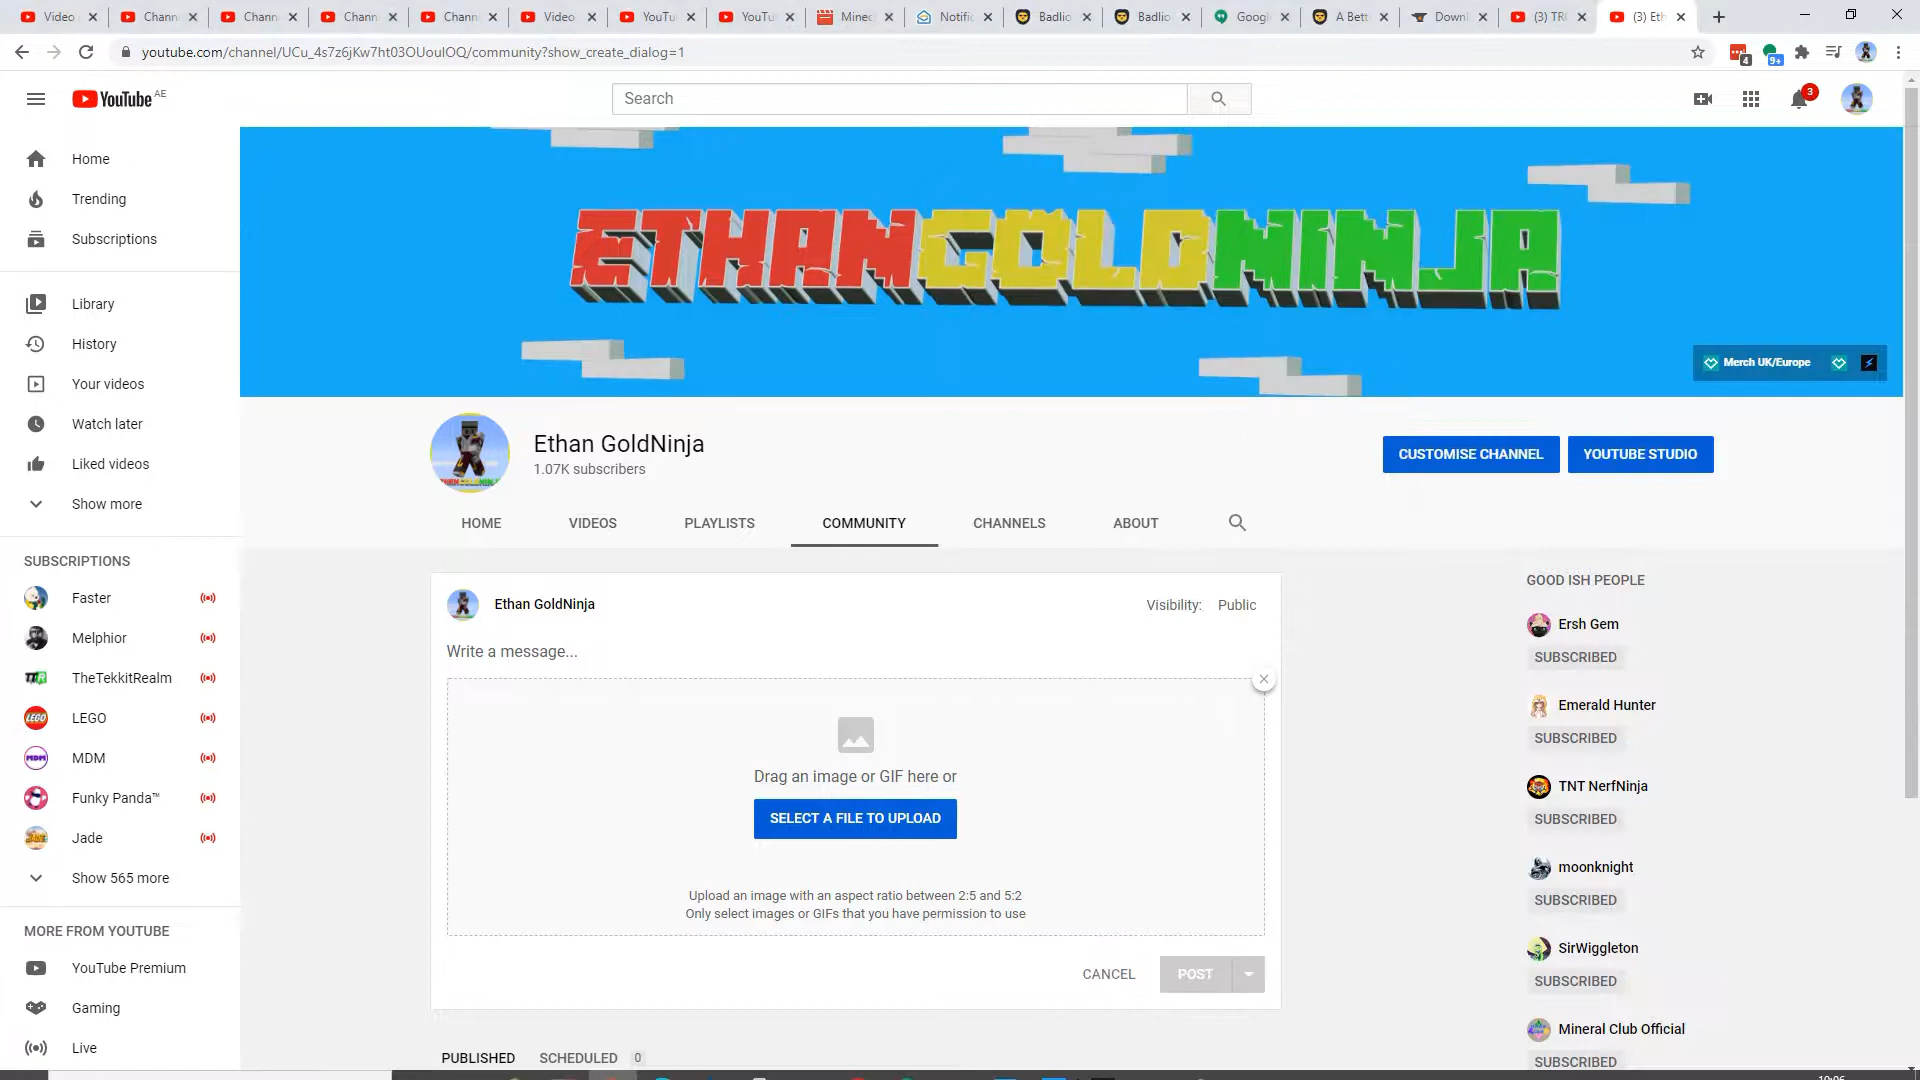 Video
Chann
Chann
Chann
Chann
Video
YouTu
YouTu
Minec
Notific
Badlio
Badlio
Googl
A Bett
Downl
(3) TR
(3) Eth
youtube.com/channel/UCu_4s7z6jKw7ht03OUoulOQ/community?show_create_dialog=1
4
9+
YouTube AE
Search
3
Home
Trending
Subscriptions
Library
History
Your videos
Watch later
Liked videos
Show more
SUBSCRIPTIONS
Faster
Melphior
TheTekkitRealm
LEGO
MDM
Funky Panda™
Jade
Show 565 more
MORE FROM YOUTUBE
YouTube Premium
Gaming
Live
ETHANGOLDNINJA
Merch UK/Europe
Ethan GoldNinja
1.07K subscribers
CUSTOMISE CHANNEL
YOUTUBE STUDIO
HOME
VIDEOS
PLAYLISTS
COMMUNITY
CHANNELS
ABOUT
Ethan GoldNinja
Visibility: Public
Write a message...
Drag an image or GIF here or
SELECT A FILE TO UPLOAD
Upload an image with an aspect ratio between 2:5 and 5:2
Only select images or GIFs that you have permission to use
CANCEL
POST
PUBLISHED
SCHEDULED 0
GOOD ISH PEOPLE
Ersh Gem
SUBSCRIBED
Emerald Hunter
SUBSCRIBED
TNT NerfNinja
SUBSCRIBED
moonknight
SUBSCRIBED
SirWiggleton
SUBSCRIBED
Mineral Club Official
SUBSCRIBED